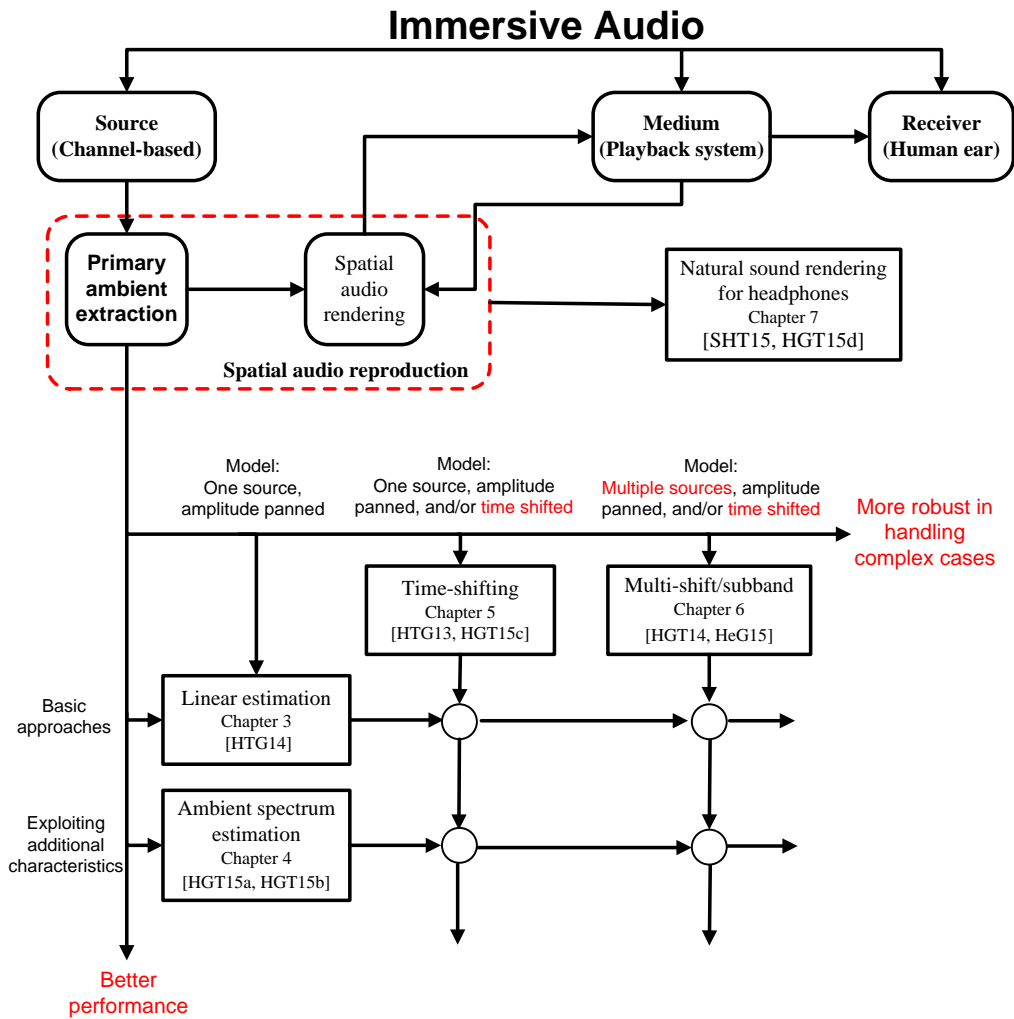 Immersive Audio
Source
(Channel-based)
Medium
(Playback system)
Receiver
(Human ear)
Primary
ambient
extraction
Spatial
audio
rendering
Spatial audio reproduction
Natural sound rendering
for headphones
Chapter 7
[SHT15, HGT15d]
Model:
One source,
amplitude panned
Model:
One source, amplitude
panned, and/or time shifted
Model:
Multiple sources, amplitude
panned, and/or time shifted
More robust in
handling
complex cases
Time-shifting
Chapter 5
[HTG13, HGT15c]
Multi-shift/subband
Chapter 6
[HGT14, HeG15]
Basic
approaches
Linear estimation
Chapter 3
[HTG14]
Exploiting
additional
characteristics
Ambient spectrum
estimation
Chapter 4
[HGT15a, HGT15b]
Better
performance